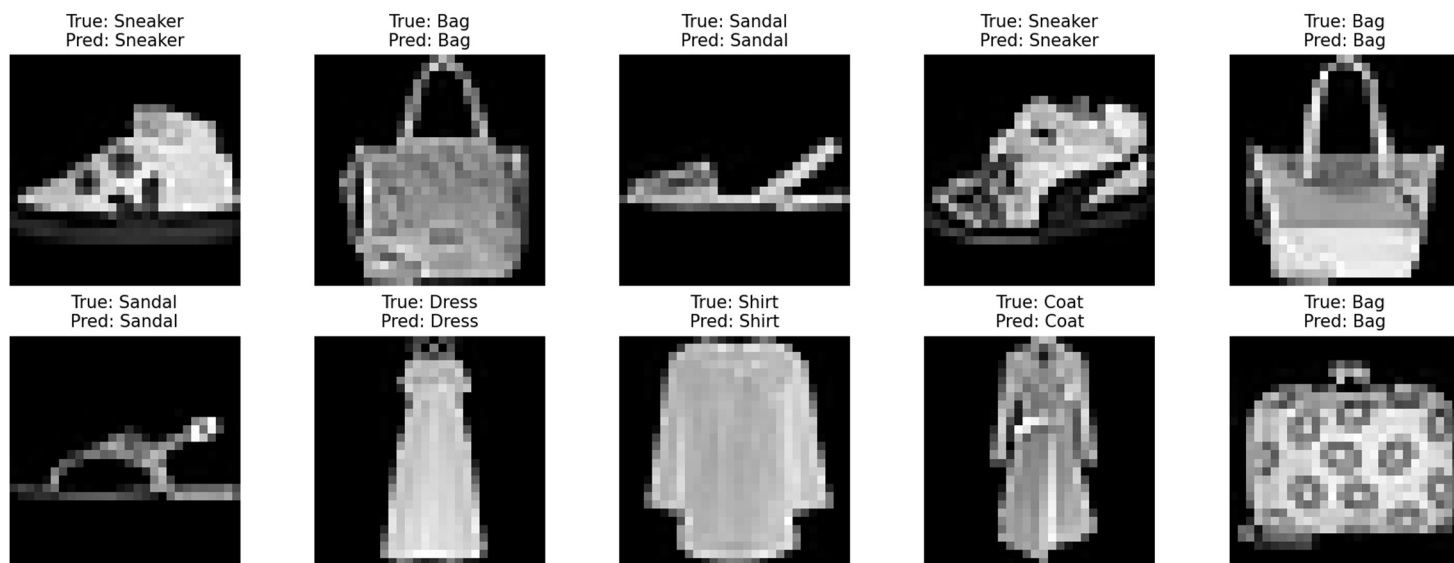 True: Sneaker
Pred: Sneaker
True: Bag
Pred: Bag
True: Sandal
Pred: Sandal
True: Sneaker
Pred: Sneaker
True: Bag
Pred: Bag
True: Sandal
Pred: Sandal
True: Dress
Pred: Dress
True: Shirt
Pred: Shirt
True: Coat
Pred: Coat
True: Bag
Pred: Bag